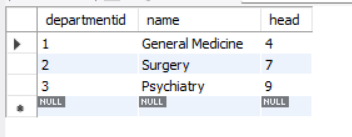 departmentid name head
1 General Medicine 4
2 Surgery 7
3 Psychiatry 9
NULL NULL NULL